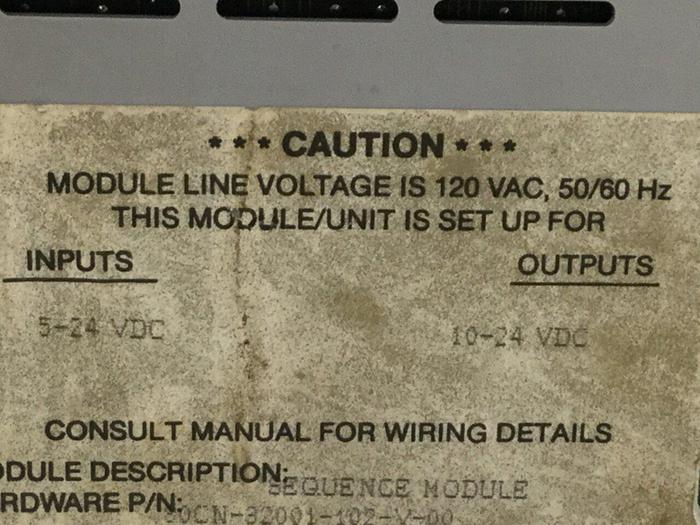 *** CAUTION ***
MODULE LINE VOLTAGE IS 120 VAC, 50/60 Hz
THIS MODULE/UNIT IS SET UP FOR
INPUTS OUTPUTS
5-24 VDC 10-24 VDC
CONSULT MANUAL FOR WIRING DETAILS
ODULE DESCRIPTION: SEQUENCE MODULE
RDWARE P/N: